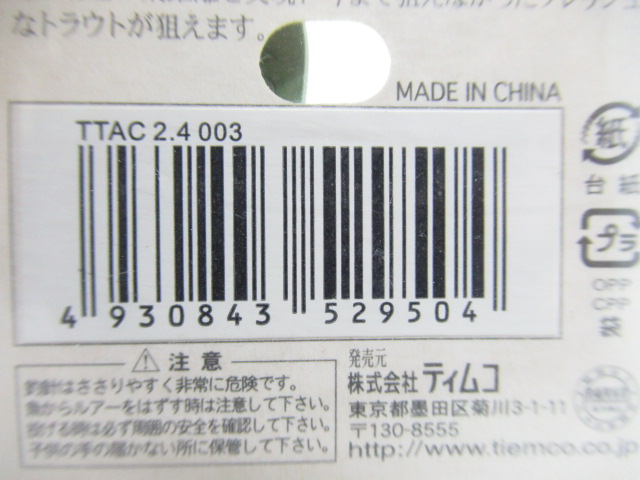 なトラウトが狙えます。
MADE IN CHINA
TTAC 2.4 003
4 930843 529504
紙
台 紙
プラ
OPP
CPP
袋
注意
釣針はささりやすく非常に危険です。
魚からルアーをはずす時は注意して下さい。
投げる時は必ず周囲の安全を確認して下さい。
子供の手の届かない所に保管して下さい。
発売元
株式会社 ティムコ
東京都墨田区菊川3-1-11
〒130-8555
http://www.tiemco.co.jp